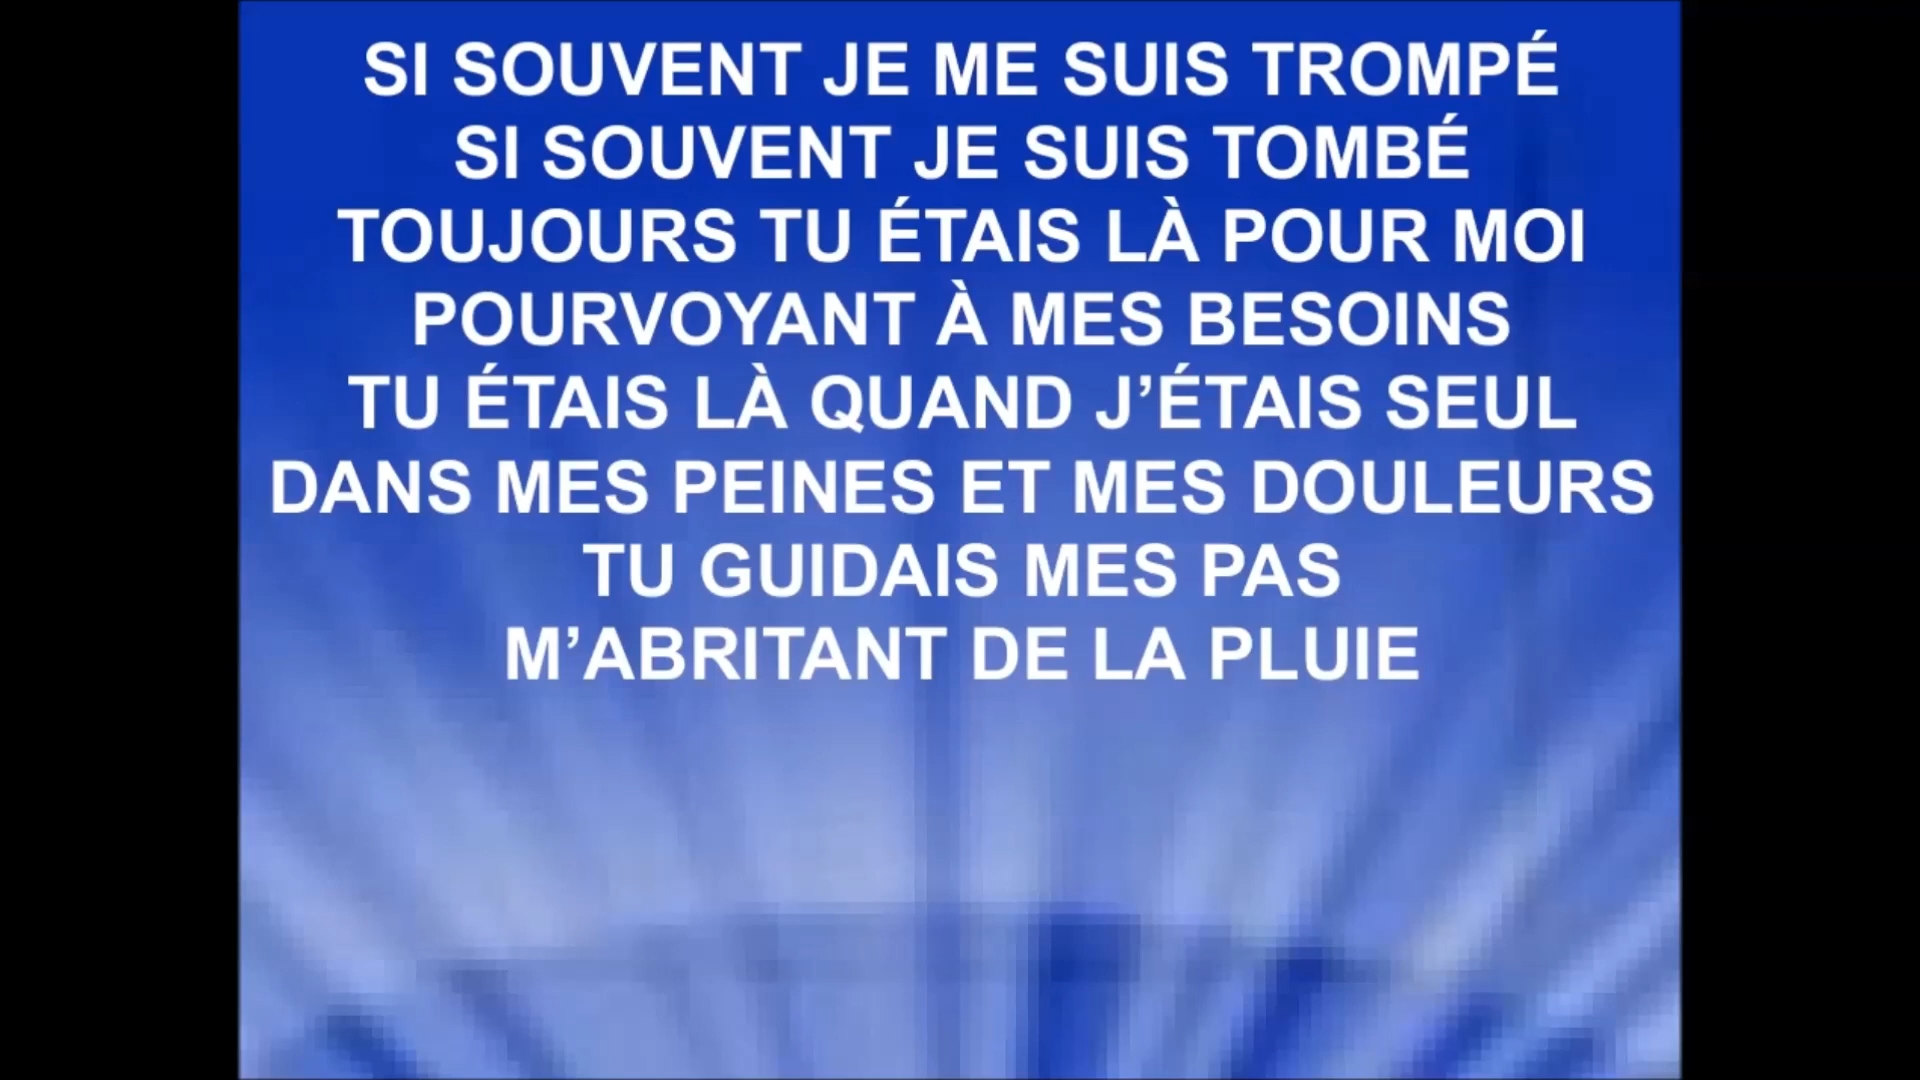 SI SOUVENT JE ME SUIS TROMPÉ
SI SOUVENT JE SUIS TOMBÉ
TOUJOURS TU ÉTAIS LÀ POUR MOI
POURVOYANT À MES BESOINS
TU ÉTAIS LÀ QUAND J’ÉTAIS SEUL
DANS MES PEINES ET MES DOULEURS
TU GUIDAIS MES PAS
M’ABRITANT DE LA PLUIE